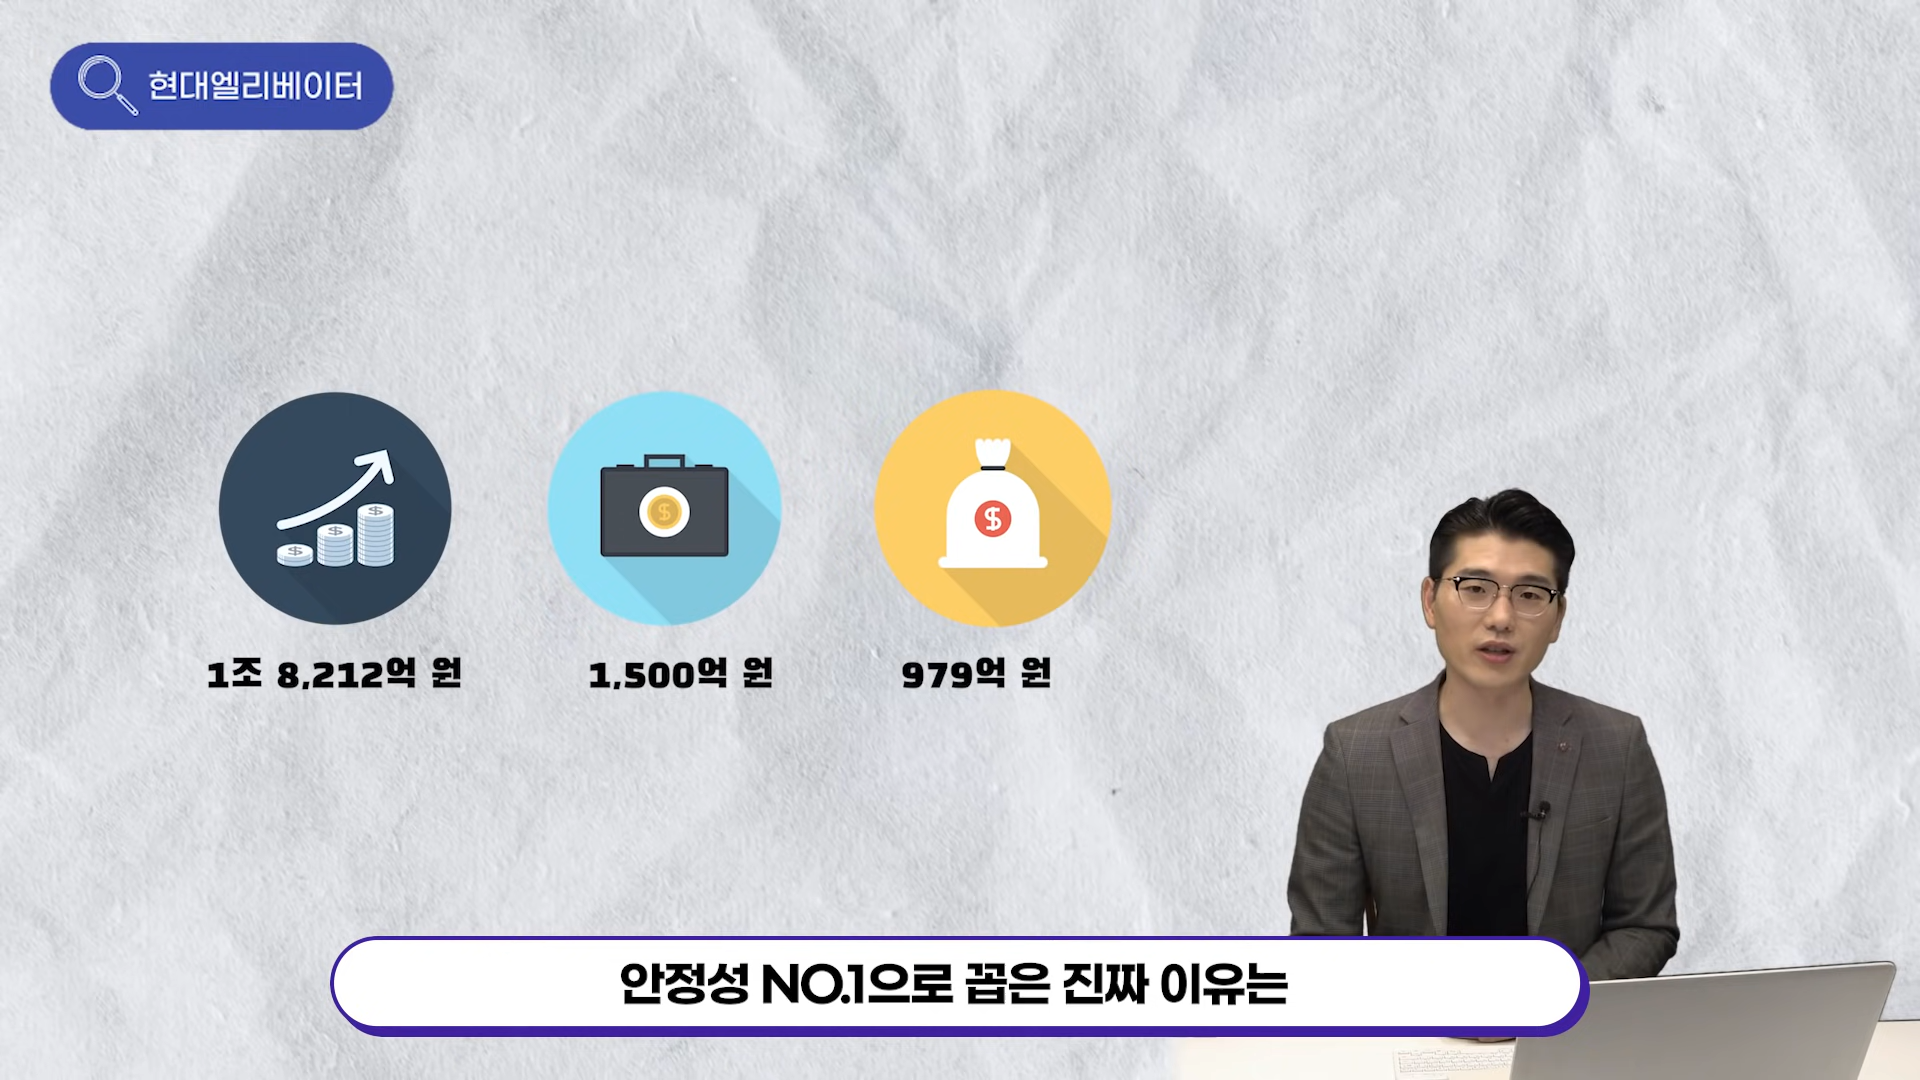 현대엘리베이터
1조 8,212억 원
1,500억 원
979억 원
안정성 NO.1으로 꼽은 진짜 이유는